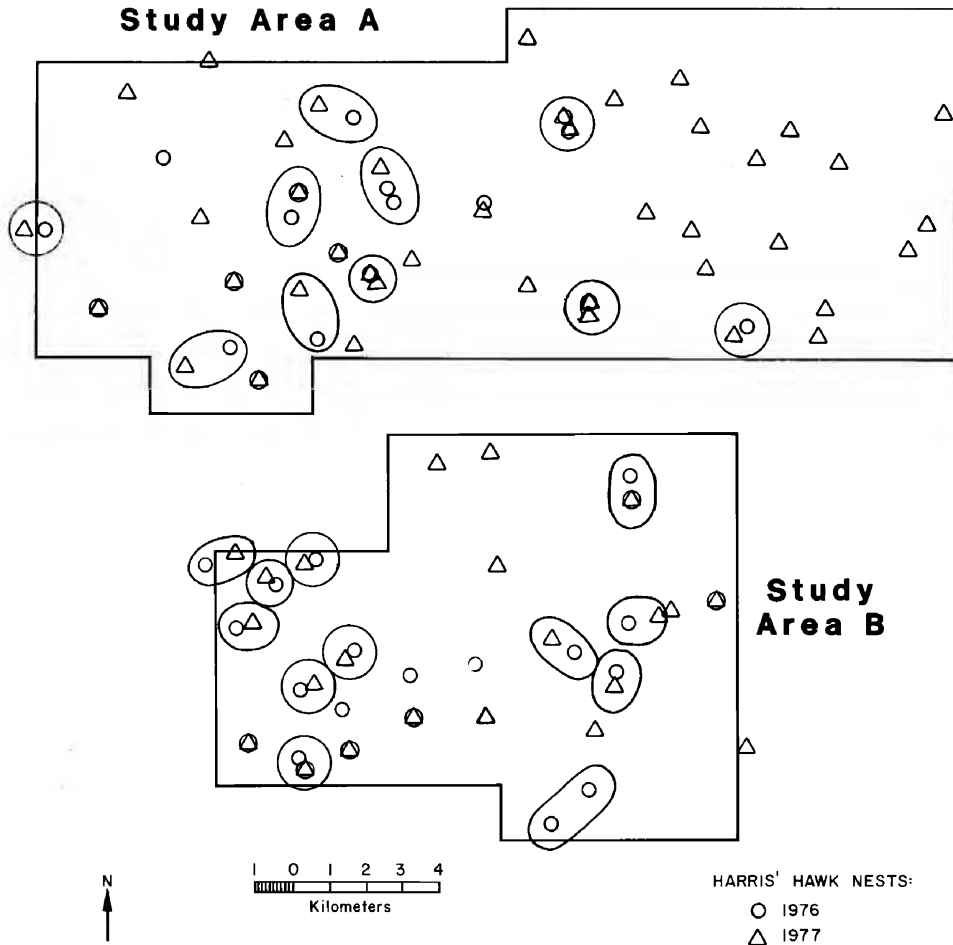 Study Area A
Study
Area B
1 0 1 2 3 4
Kilometers
N
HARRIS' HAWK NESTS:
1976
1977